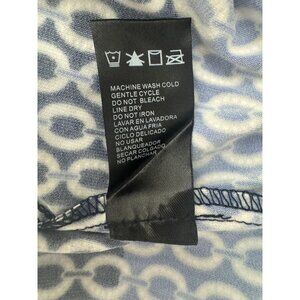 MACHINE WASH COLD
GENTLE CYCLE
DO NOT BLEACH
LINE DRY
DO NOT IRON
LAVAR EN LAVADORA
CON AGUA FRIA
CICLO DELICADO
NO USAR
BLANQUEADOR
SECAR COLGADO
NO PLANCHAR